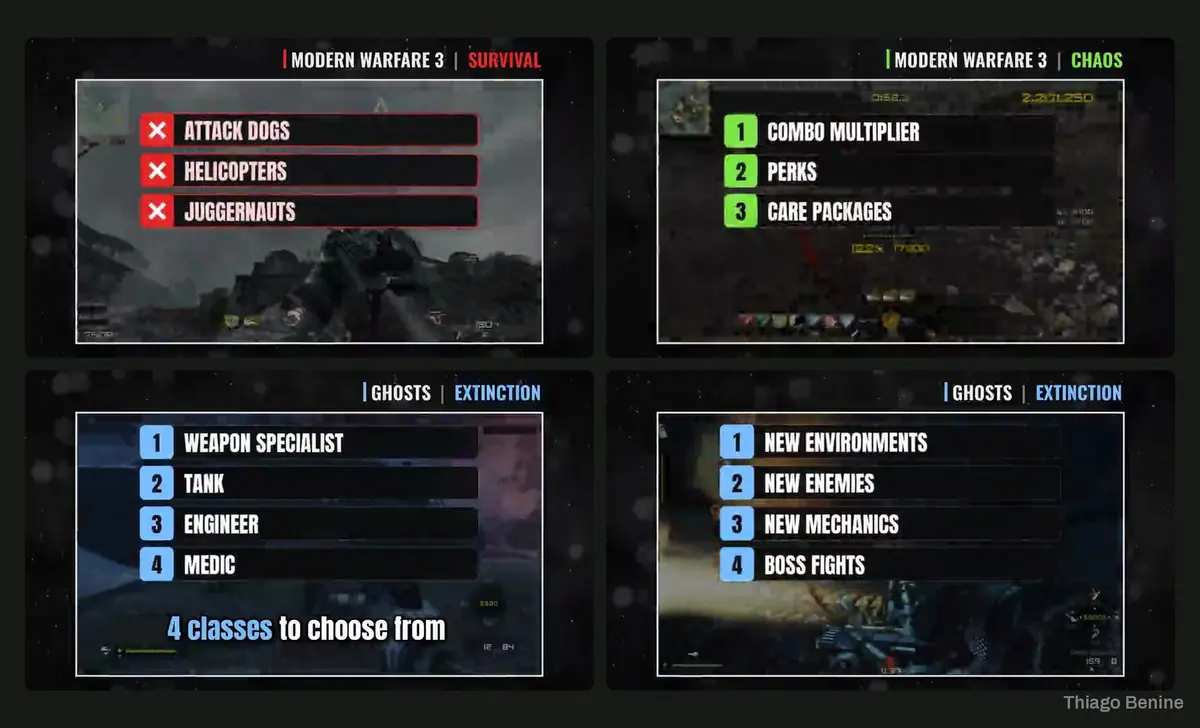 MODERN WARFARE 3 | SURVIVAL
ATTACK DOGS
HELICOPTERS
JUGGERNAUTS
MODERN WARFARE 3 | CHAOS
1 COMBO MULTIPLIER
2 PERKS
3 CARE PACKAGES
GHOSTS | EXTINCTION
1 WEAPON SPECIALIST
2 TANK
3 ENGINEER
4 MEDIC
4 classes to choose from
GHOSTS | EXTINCTION
1 NEW ENVIRONMENTS
2 NEW ENEMIES
3 NEW MECHANICS
4 BOSS FIGHTS
Thiago Benine